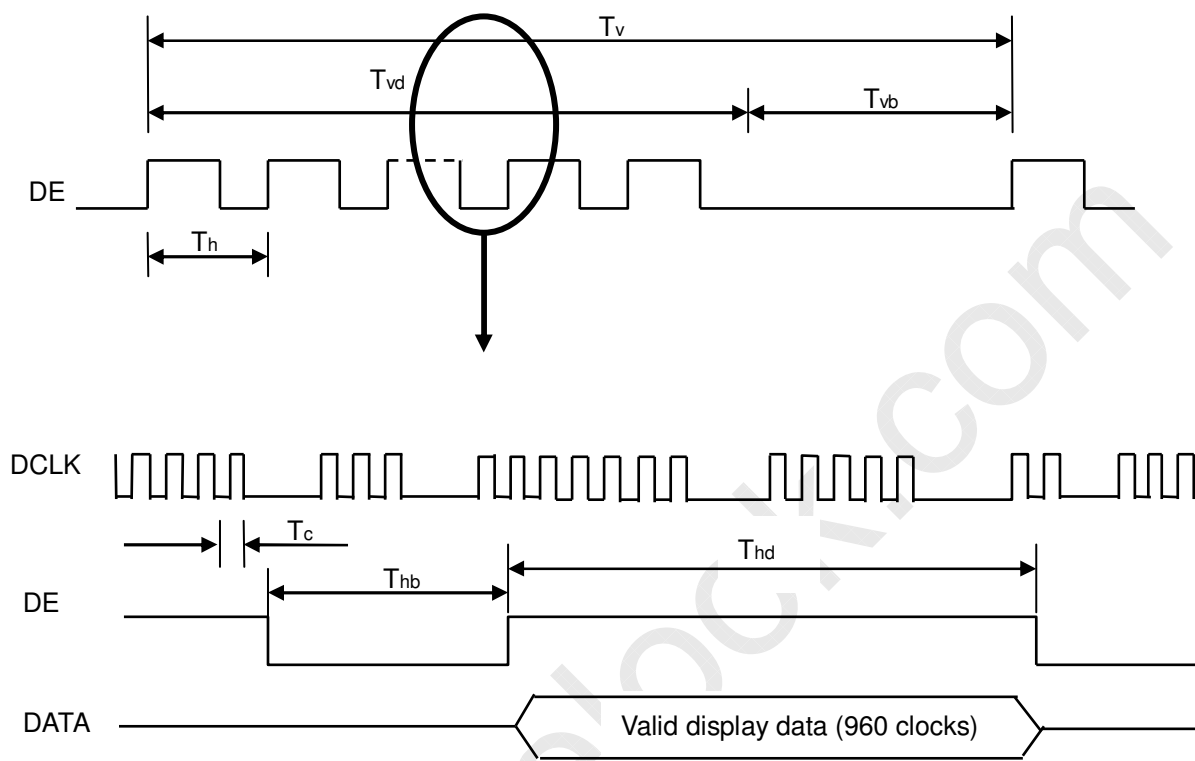 Tv
Tvd
Tvb
DE
Th
DCLK
Tc
Thd
Thb
DE
DATA
Valid display data (960 clocks)